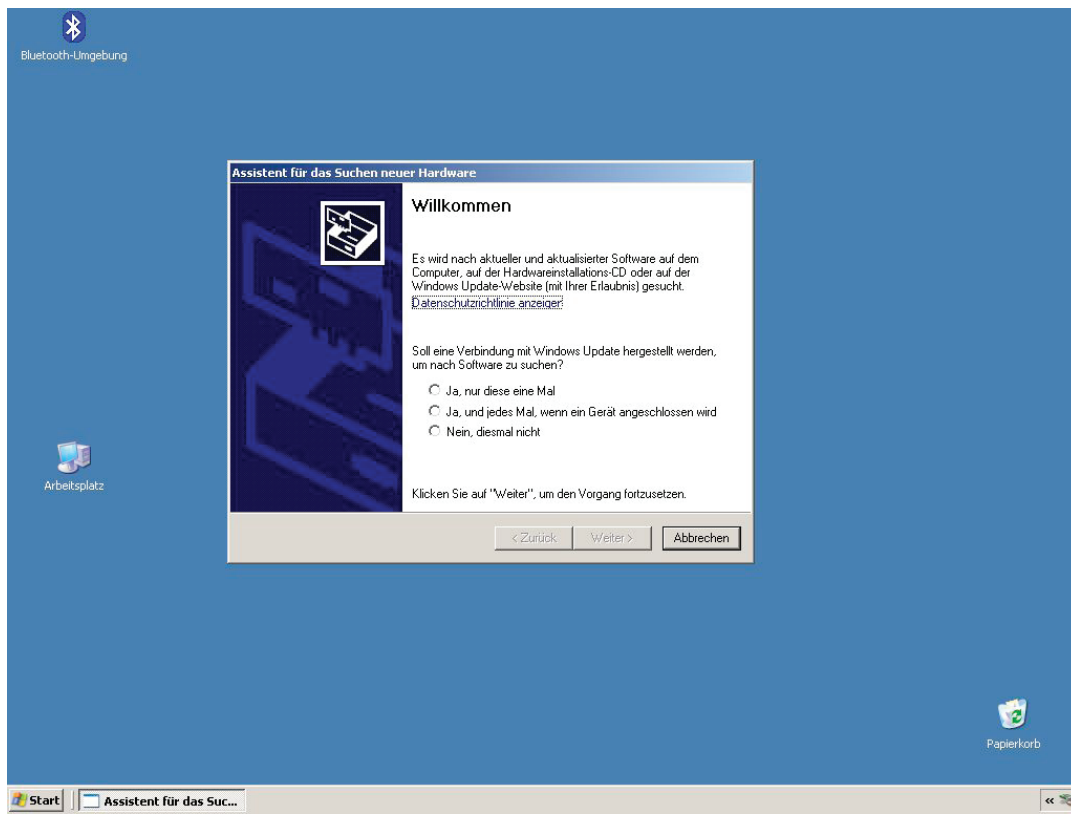 Bluetooth-Umgebung
Assistent für das Suchen neuer Hardware
Willkommen
Es wird nach aktueller und aktualisierter Software auf dem
Computer, auf der Hardwareinstallations-CD oder auf der
Windows Update-Website (mit Ihrer Erlaubnis) gesucht.
Datenschutzrichtlinie anzeigen
Soll eine Verbindung mit Windows Update hergestellt werden,
um nach Software zu suchen?
Ja, nur diese eine Mal
Ja, und jedes Mal, wenn ein Gerät angeschlossen wird
Nein, diesmal nicht
Arbeitsplatz
Klicken Sie auf "Weiter", um den Vorgang fortzusetzen.
< Zurück Weiter > Abbrechen
Papierkorb
Start Assistent für das Suc... «